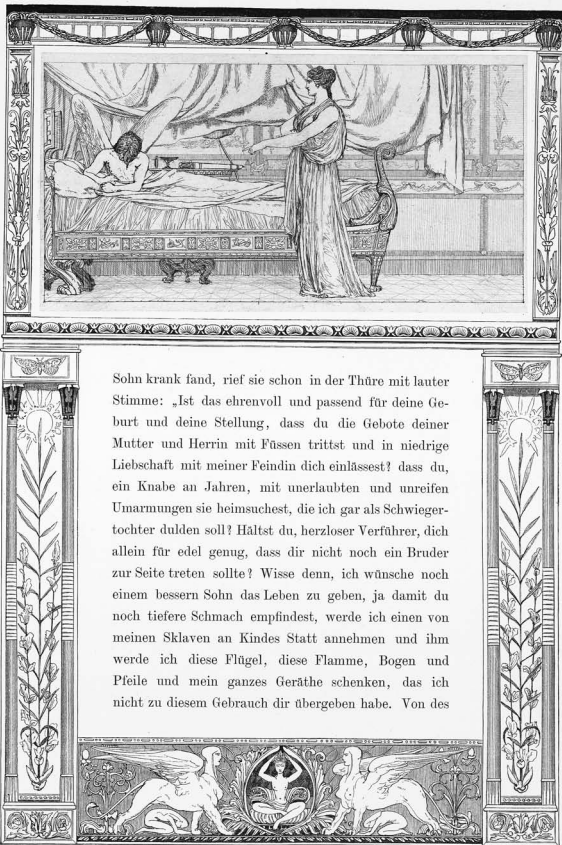 Sohn krank fand, rief sie schon in der Thüre mit lauter
Stimme: „Ist das ehrenvoll und passend für deine Ge-
burt und deine Stellung, dass du die Gebote deiner
Mutter und Herrin mit Füssen trittst und in niedrige
Liebschaft mit meiner Feindin dich einlässest? dass du,
ein Knabe an Jahren, mit unerlaubten und unreifen
Umarmungen sie heimsuchest, die ich gar als Schwieger-
tochter dulden soll? Hältst du, herzloser Verführer, dich
allein für edel genug, dass dir nicht noch ein Bruder
zur Seite treten sollte? Wisse denn, ich wünsche noch
einem bessern Sohn das Leben zu geben, ja damit du
noch tiefere Schmach empfindest, werde ich einen von
meinen Sklaven an Kindes Statt annehmen und ihm
werde ich diese Flügel, diese Flamme, Bogen und
Pfeile und mein ganzes Geräthe schenken, das ich
nicht zu diesem Gebrauch dir übergeben habe. Von des